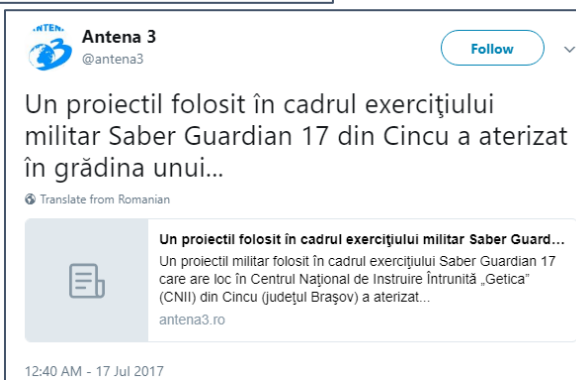 .NTEN.
3
Antena 3
@antena3
Follow
Un proiectil folosit în cadrul exerciţiului
militar Saber Guardian 17 din Cincu a aterizat
în grădina unui...
Translate from Romanian
Un proiectil folosit în cadrul exerciţiului militar Saber Guard...
Un proiectil militar folosit în cadrul exerciţiului Saber Guardian 17
care are loc în Centrul Naţional de Instruire Întrunită „Getica”
(CNII) din Cincu (judeţul Braşov) a aterizat...
antena3.ro
12:40 AM - 17 Jul 2017